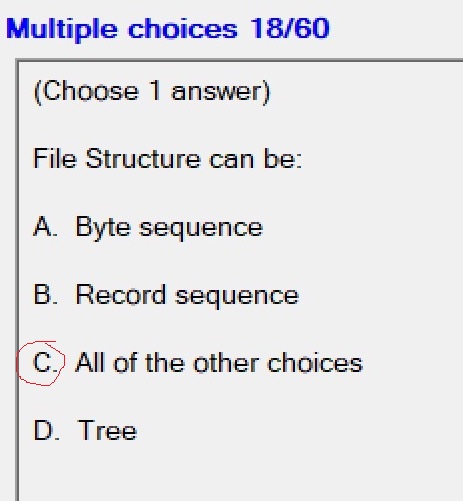 Multiple choices 18/60
(Choose 1 answer)
File Structure can be:
A. Byte sequence
B. Record sequence
C. All of the other choices
D. Tree